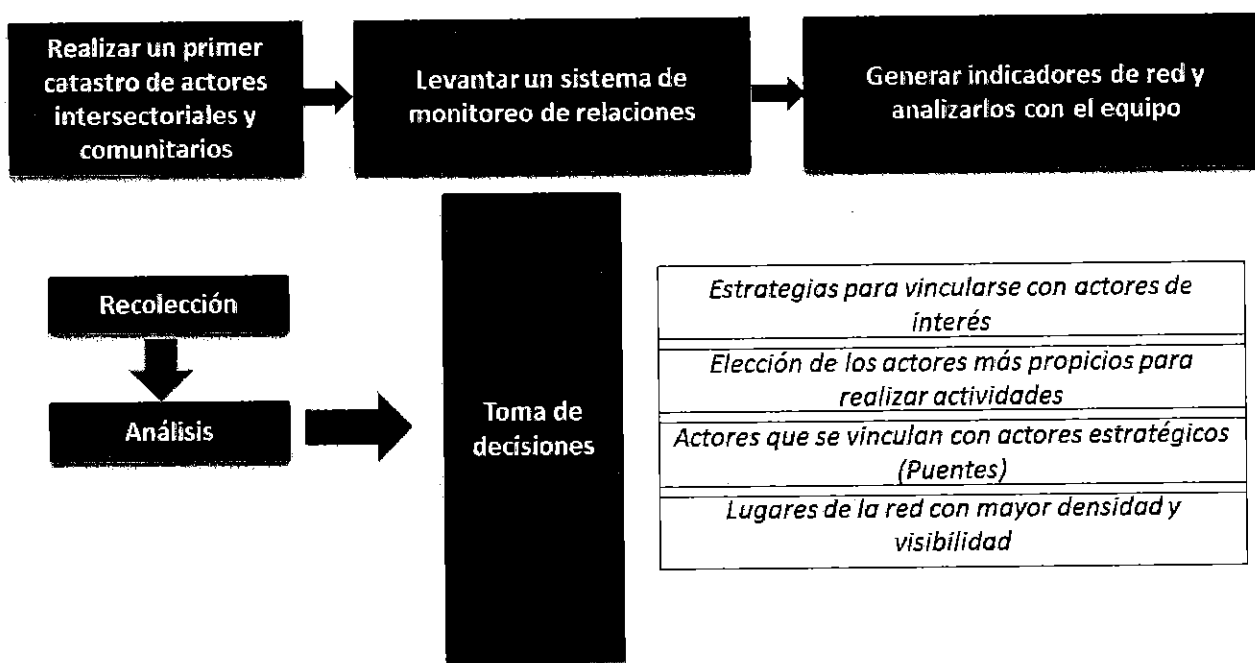 Realizar un primer
catastro de actores
intersectoriales y
comunitarios
Levantar un sistema de
monitoreo de relaciones
Generar indicadores de red y
analizarlos con el equipo
Recolección
Análisis
Toma de
decisiones
Estrategias para vincularse con actores de
interés
Elección de los actores más propicios para
realizar actividades
Actores que se vinculan con actores estratégicos
(Puentes)
Lugares de la red con mayor densidad y
visibilidad